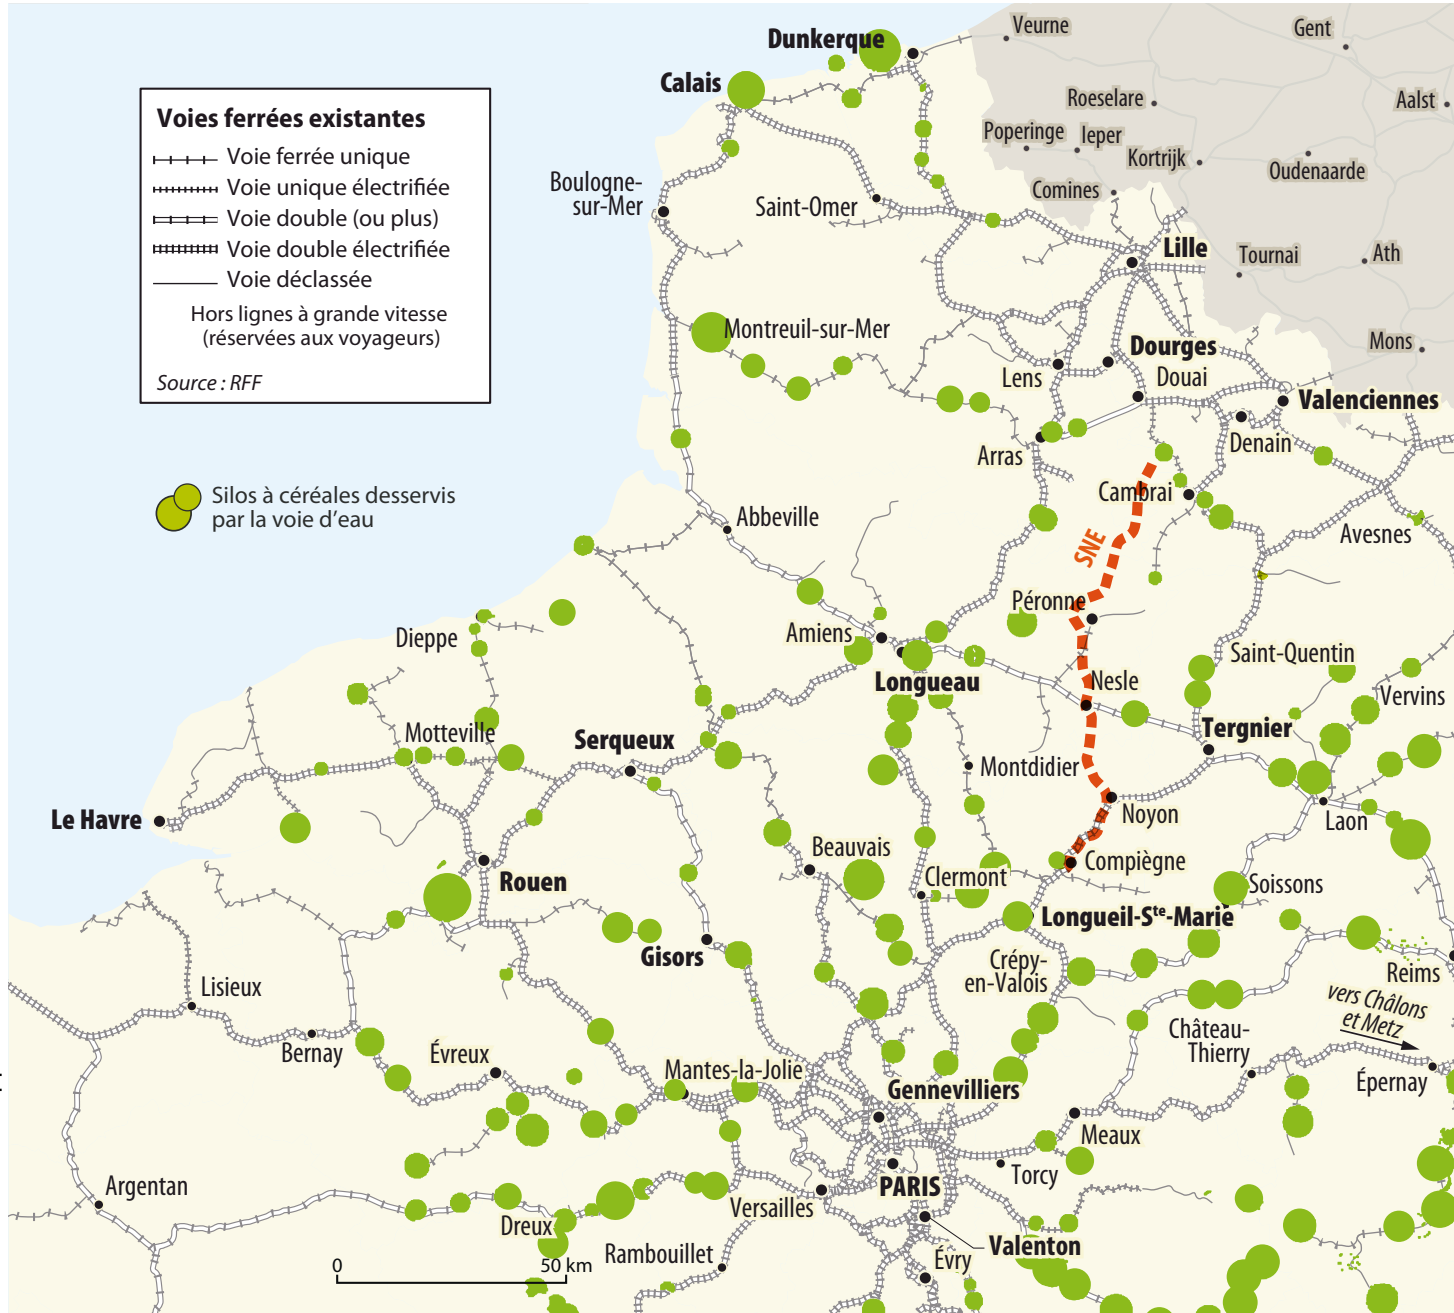 Voies ferrées existantes
Voie ferrée unique
Voie unique électrifiée
Voie double (ou plus)
Voie double électrifiée
Voie déclassée
Hors lignes à grande vitesse
(réservées aux voyageurs)
Source : RFF
Silos à céréales desservis
par la voie d'eau
Dunkerque
Veurne
Gent
Calais
Roeselare
Aalst
Poperinge
Ieper
Kortrijk
Oudenaarde
Boulogne-
sur-Mer
Saint-Omer
Comines
Lille
Tournai
Ath
Montreuil-sur-Mer
Mons
Dourges
Lens
Douai
Valenciennes
Denain
Arras
Cambrai
Abbeville
Avesnes
SNE
Péronne
Dieppe
Amiens
Saint-Quentin
Longueau
Nesle
Vervins
Motteville
Serqueux
Tergnier
Montdidier
Le Havre
Noyon
Laon
Beauvais
Compiègne
Rouen
Clermont
Soissons
Longueil-Ste-Marie
Gisors
Crépy-
en-Valois
Reims
Lisieux
vers Châlons
et Metz
Château-
Thierry
Bernay
Évreux
Mantes-la-Jolie
Épernay
Gennevilliers
Meaux
Torcy
Argentan
PARIS
Versailles
Dreux
Valenton
Rambouillet
Évry
0
50 km